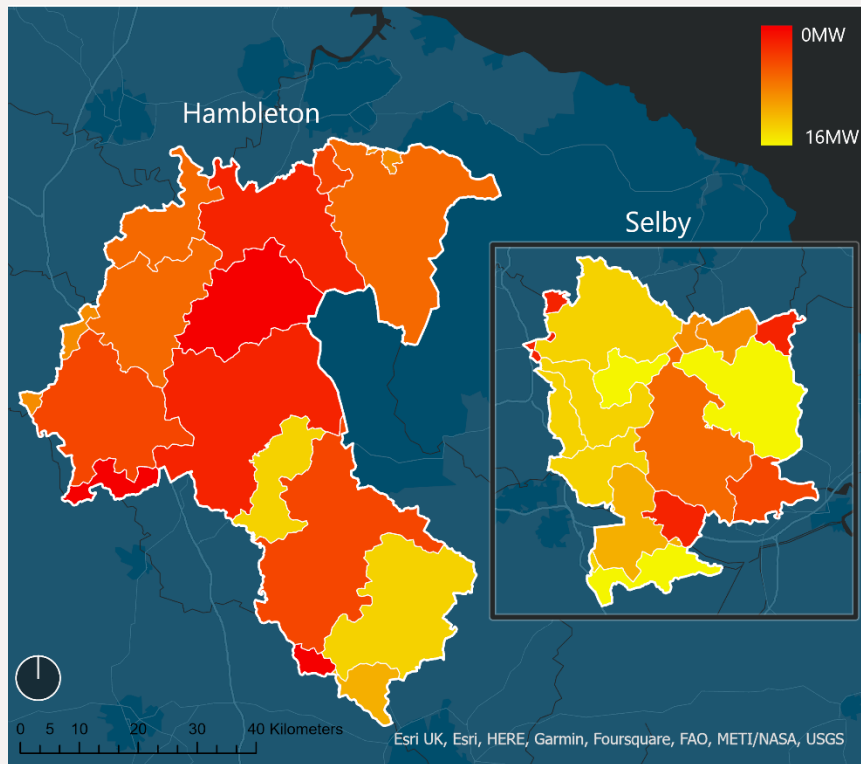 0MW
Hambleton
16MW
Selby
0 5 10 20 30 40 Kilometers
Esri UK, Esri, HERE, Garmin, Foursquare, FAO, METI/NASA, USGS